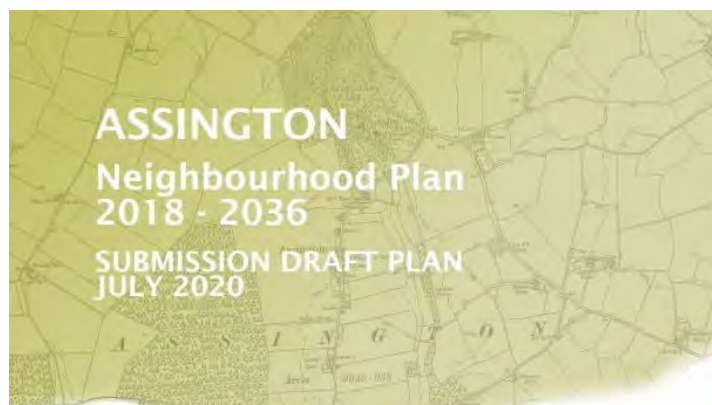 ASSINGTON
Neighbourhood Plan
2018 - 2036
SUBMISSION DRAFT PLAN
JULY 2020
A S S I N G T O N